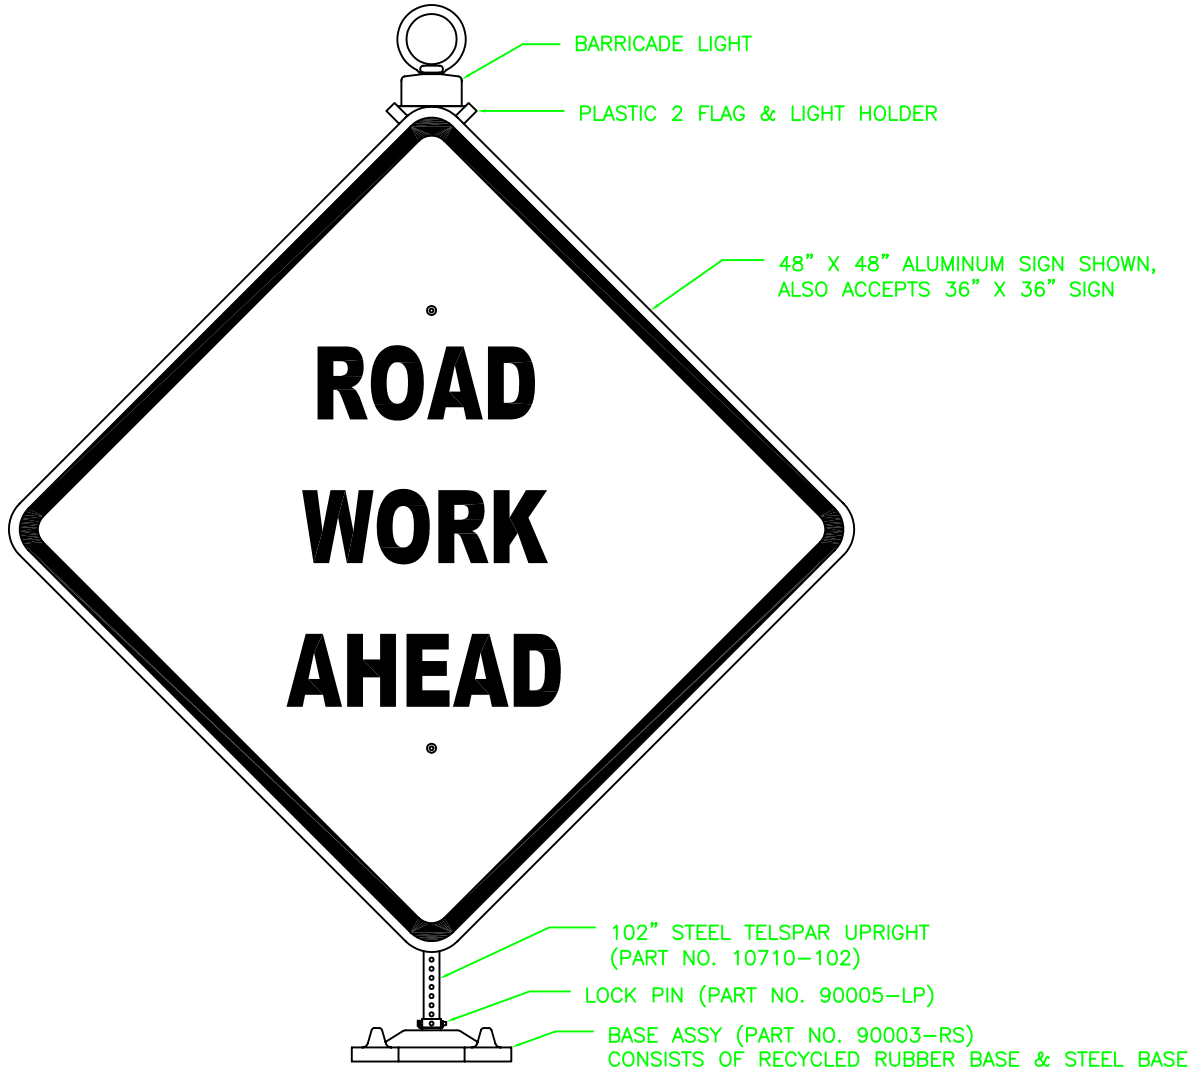 BARRICADE LIGHT
PLASTIC 2 FLAG & LIGHT HOLDER
48” X 48” ALUMINUM SIGN SHOWN,
ALSO ACCEPTS 36” X 36” SIGN
ROAD
WORK
AHEAD
102” STEEL TELSPAR UPRIGHT
(PART NO. 10710-102)
LOCK PIN (PART NO. 90005-LP)
BASE ASSY (PART NO. 90003-RS)
CONSISTS OF RECYCLED RUBBER BASE & STEEL BASE